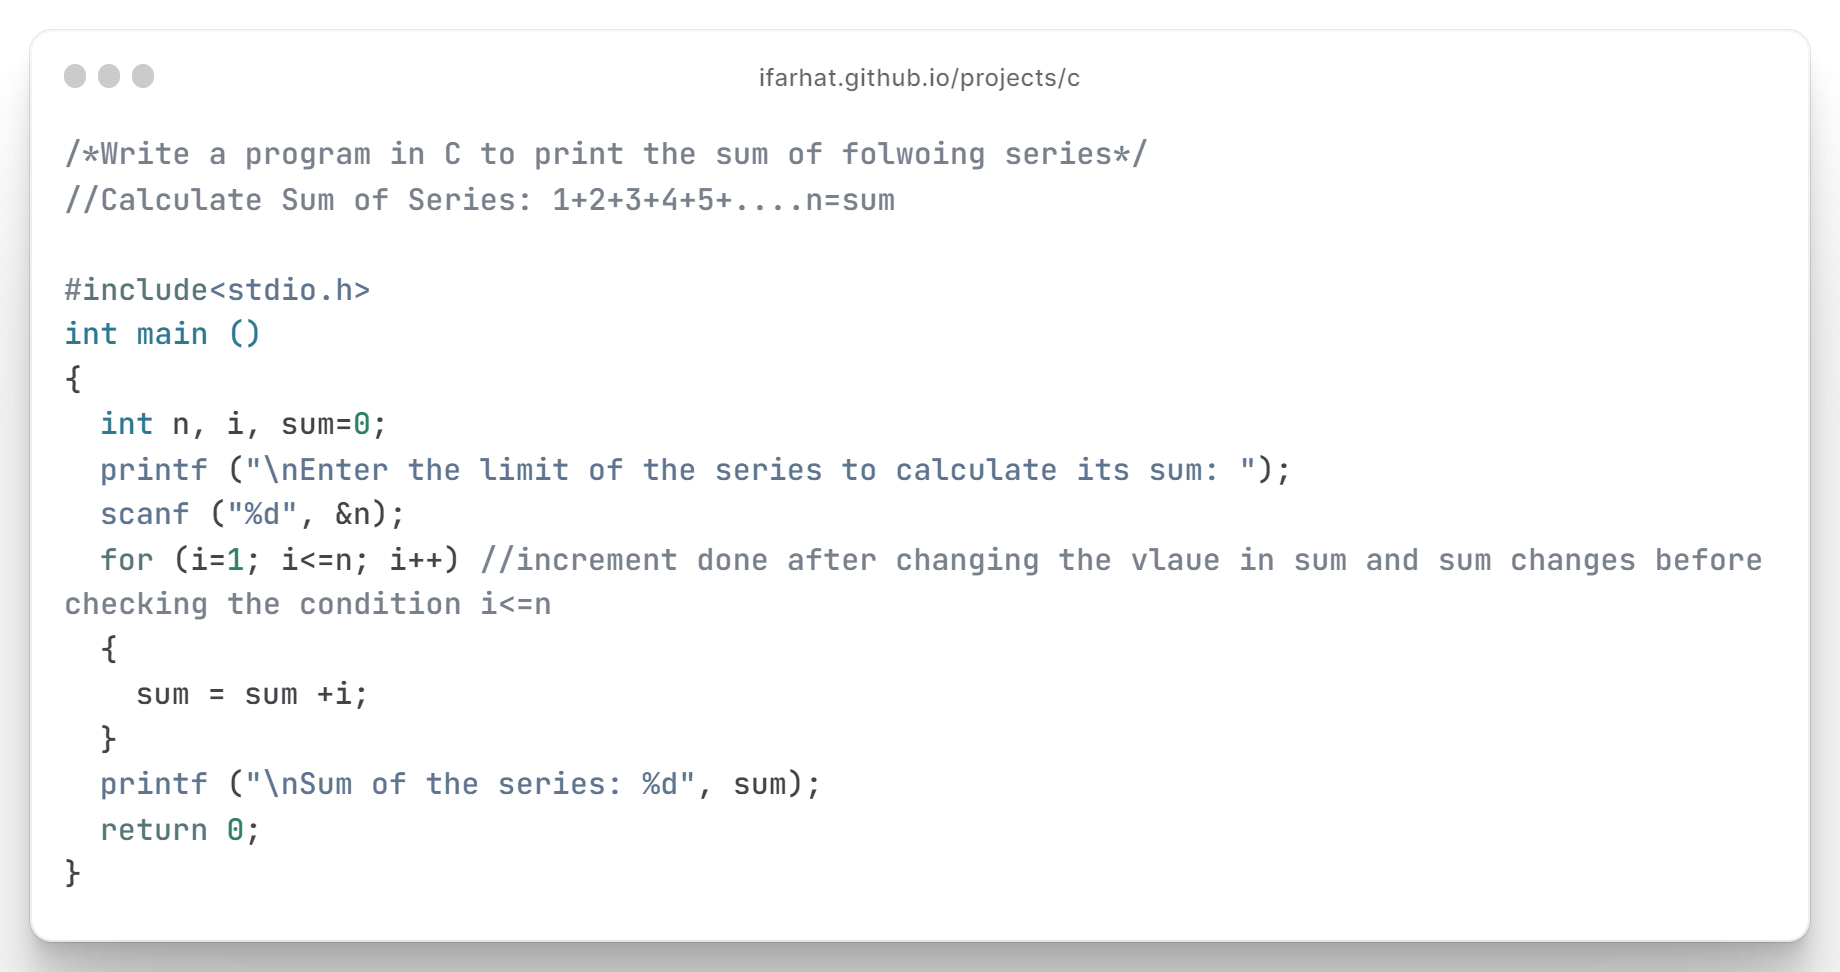 ifarhat.github.io/projects/c
/*Write a program in C to print the sum of folwoing series*/
//Calculate Sum of Series: 1+2+3+4+5+....n=sum
#include<stdio.h>
int main ()
{
  int n, i, sum=0;
  printf ("\nEnter the limit of the series to calculate its sum: ");
  scanf ("%d", &n);
  for (i=1; i<=n; i++) //increment done after changing the vlaue in sum and sum changes before
checking the condition i<=n
  {
    sum = sum +i;
  }
  printf ("\nSum of the series: %d", sum);
  return 0;
}